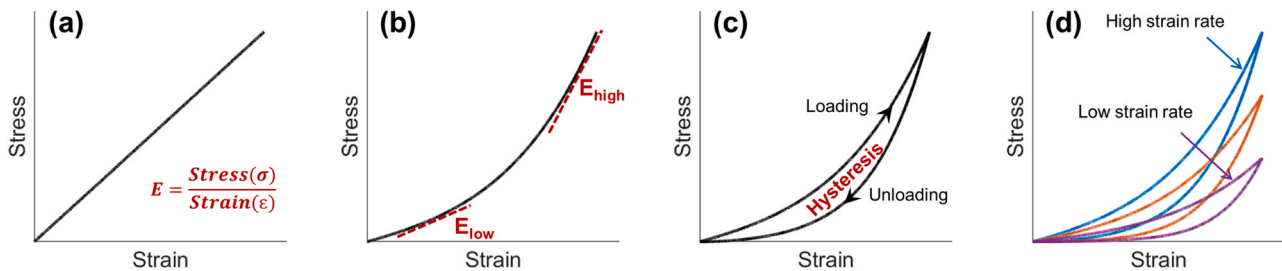 (a)
Stress
E = Stress(σ)
Strain(ε)
Strain
(b)
Stress
E_high
E_low
Strain
(c)
Stress
Loading
Hysteresis
Unloading
Strain
(d)
Stress
High strain rate
Low strain rate
Strain